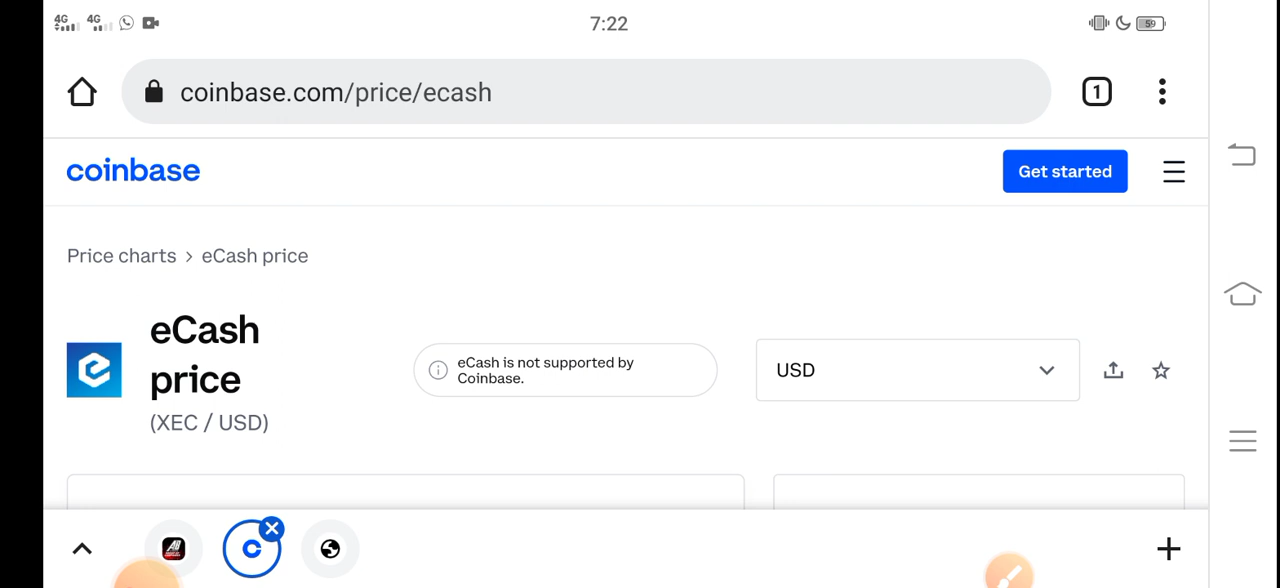 4G 4G 7:22 59
coinbase.com/price/ecash 1
coinbase Get started
Price charts > eCash price
eCash
price
(XEC / USD)
eCash is not supported by
Coinbase.
USD